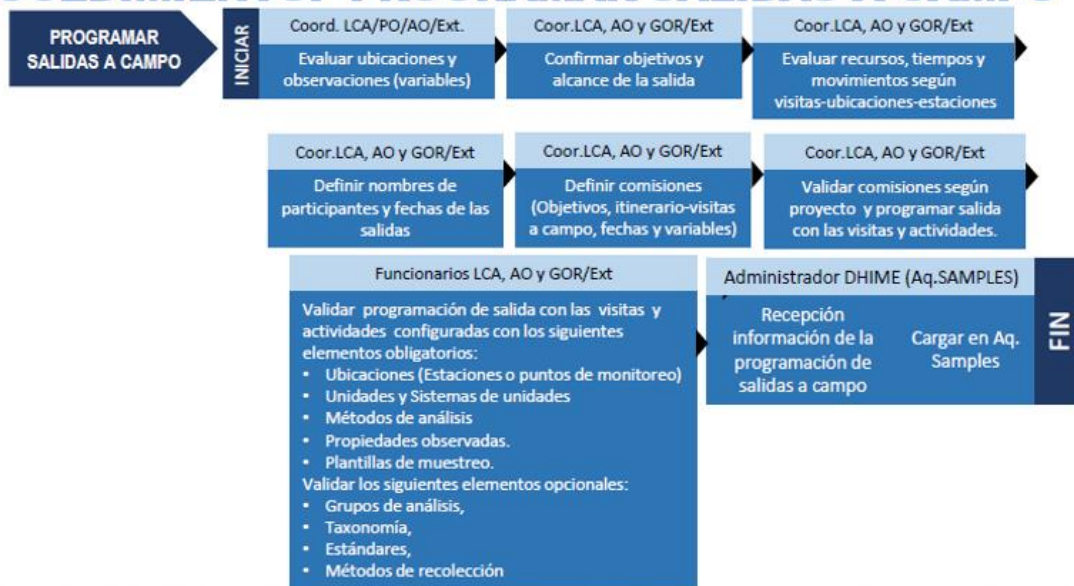 PROGRAMAR
SALIDAS A CAMPO
INICIAR
Coord. LCA/PO/AO/Ext.
Evaluar ubicaciones y
observaciones (variables)
Coor.LCA, AO y GOR/Ext
Confirmar objetivos y
alcance de la salida
Coor.LCA, AO y GOR/Ext
Evaluar recursos, tiempos y
movimientos según
visitas-ubicaciones-estaciones
Coor.LCA, AO y GOR/Ext
Definir nombres de
participantes y fechas de las
salidas
Coor.LCA, AO y GOR/Ext
Definir comisiones
(Objetivos, itinerario-visitas
a campo, fechas y variables)
Coor.LCA, AO y GOR/Ext
Validar comisiones según
proyecto y programar salida
con las visitas y actividades.
Funcionarios LCA, AO y GOR/Ext
Validar programación de salida con las visitas y
actividades configuradas con los siguientes
elementos obligatorios:
• Ubicaciones (Estaciones o puntos de monitoreo)
• Unidades y Sistemas de unidades
• Métodos de análisis
• Propiedades observadas.
• Plantillas de muestreo.
Validar los siguientes elementos opcionales:
• Grupos de análisis,
• Taxonomía,
• Estándares,
• Métodos de recolección
Administrador DHIME (Aq.SAMPLES)
Recepción
información de la
programación de
salidas a campo
Cargar en Aq.
Samples
FIN